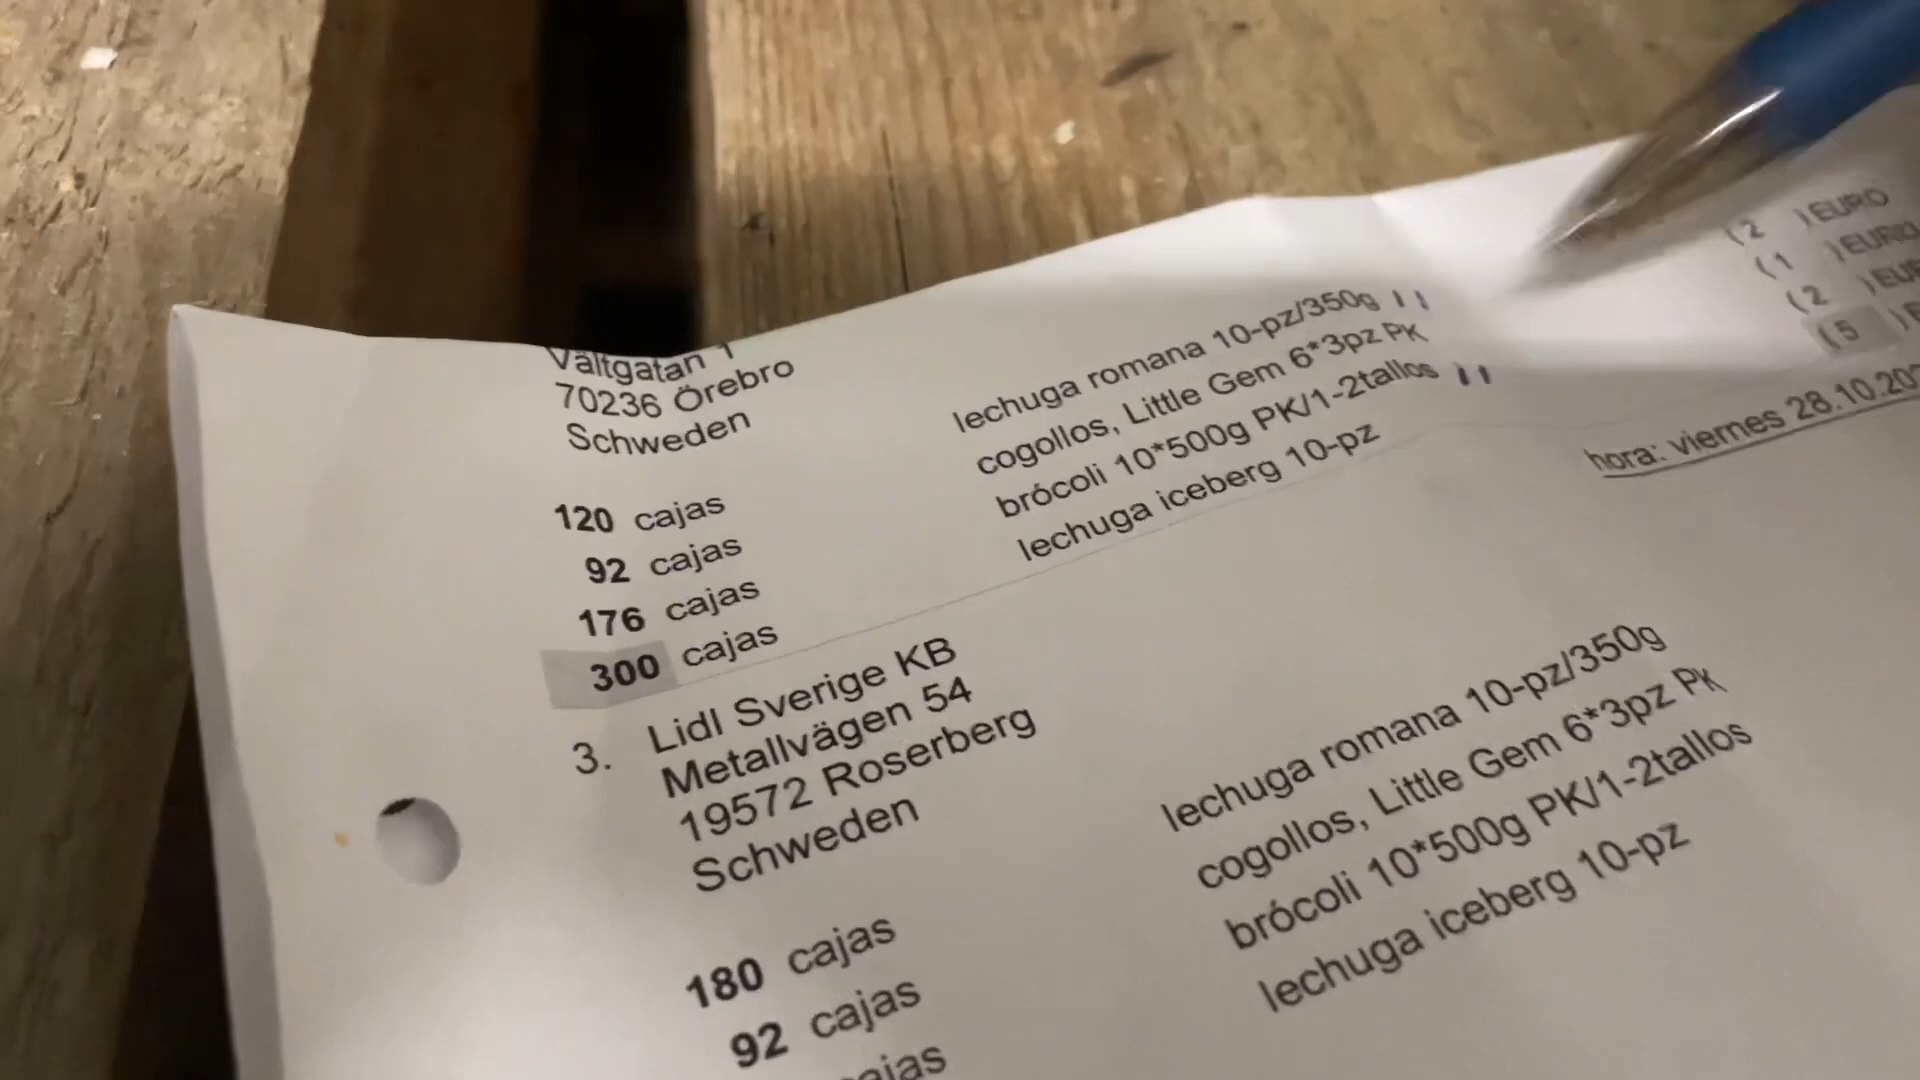 Vältgatan 1
70236 Örebro
Schweden
120 cajas lechuga romana 10-pz/350g (2 ) EURO
92 cajas cogollos, Little Gem 6*3pz PK (1 )
176 cajas brócoli 10*500g PK/1-2tallos (2 )
300 cajas lechuga iceberg 10-pz (5 )
hora: viernes 28.10.
3. Lidl Sverige KB
Metallvägen 54
19572 Roserberg
Schweden
180 cajas lechuga romana 10-pz/350g
92 cajas cogollos, Little Gem 6*3pz PK
brócoli 10*500g PK/1-2tallos
lechuga iceberg 10-pz